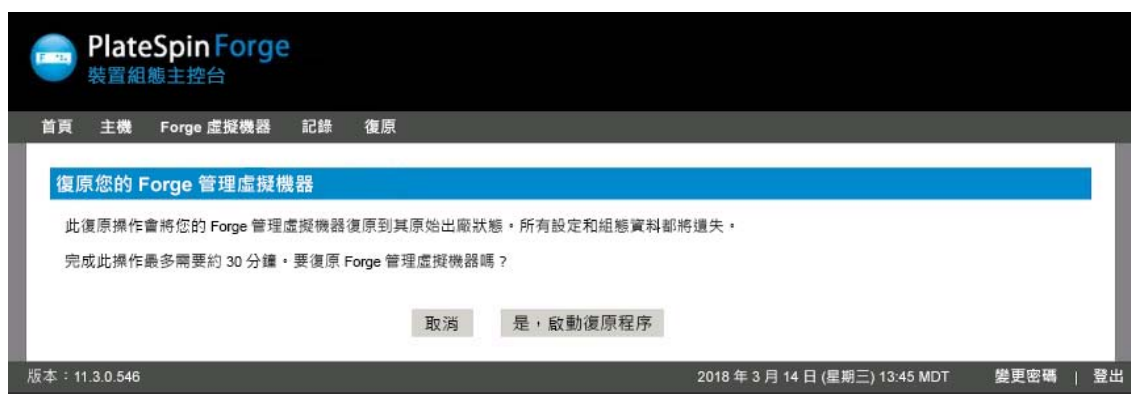 PlateSpin Forge
裝置組態主控台
首頁 主機 Forge 虛擬機器 記錄 復原
復原您的 Forge 管理虛擬機器
此復原操作會將您的 Forge 管理虛擬機器復原到其原始出廠狀態。所有設定和組態資料都將遺失。
完成此操作最多需要約 30 分鐘。要復原 Forge 管理虛擬機器嗎？
取消 是，啟動復原程序
版本：11.3.0.546 2018 年 3 月 14 日 (星期三) 13:45 MDT 變更密碼 | 登出